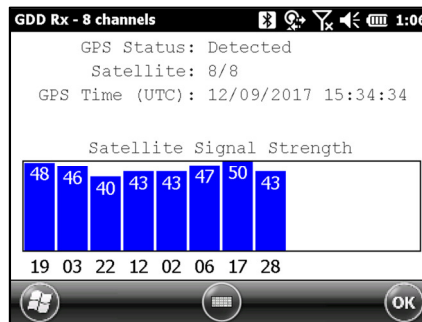 GDD Rx - 8 channels 1:06
GPS Status: Detected
Satellite: 8/8
GPS Time (UTC): 12/09/2017 15:34:34
Satellite Signal Strength
48 46 40 43 43 47 50 43
19 03 22 12 02 06 17 28
OK